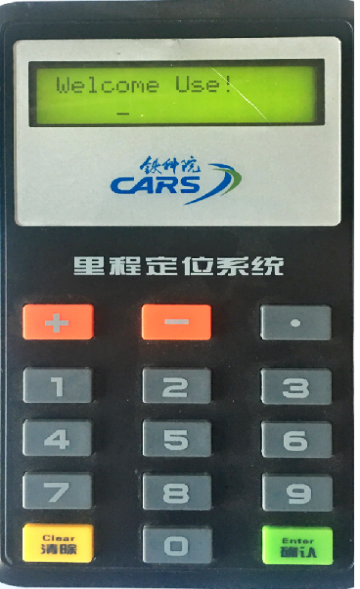 Welcome Use!
_
铁科院
CARS
里程定位系统
+ - •
1 2 3
4 5 6
7 8 9
Clear 0 Enter
清除 确认